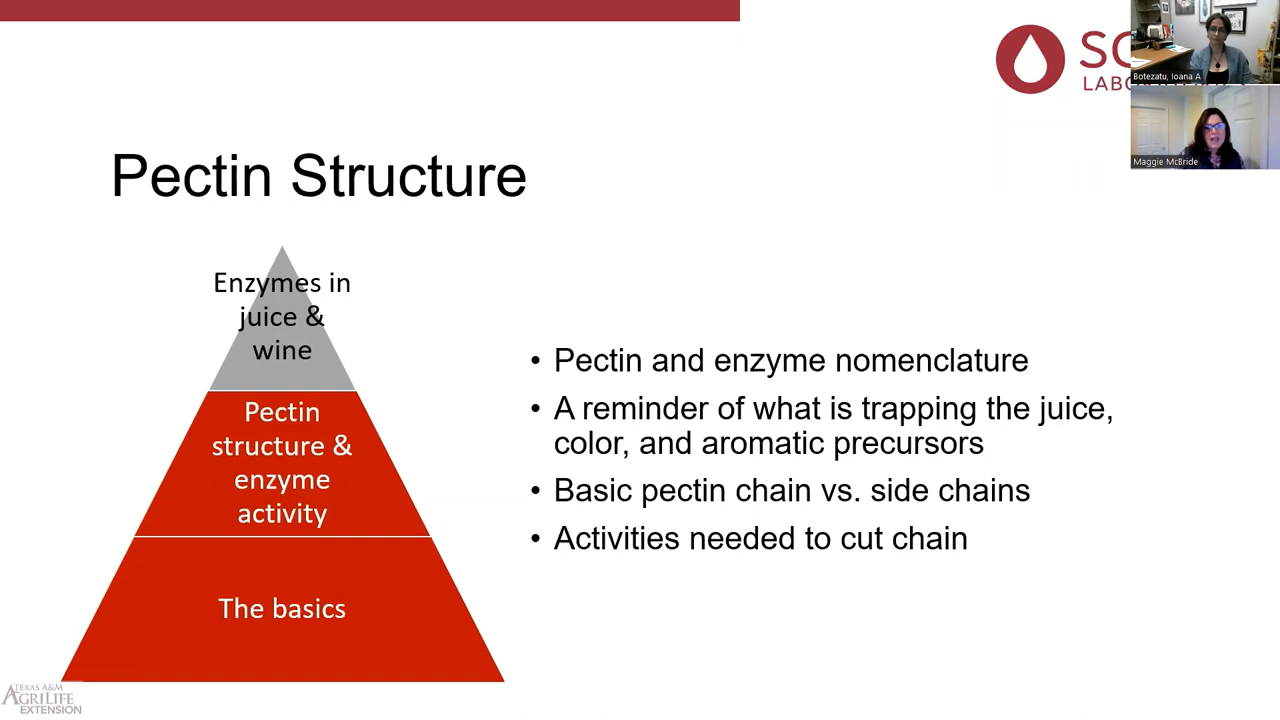 Botezatu, Ioana A
Maggie McBride
Pectin Structure
Enzymes in
juice &
wine
Pectin
structure &
enzyme
activity
The basics
• Pectin and enzyme nomenclature
• A reminder of what is trapping the juice,
color, and aromatic precursors
• Basic pectin chain vs. side chains
• Activities needed to cut chain
TEXAS A&M
AGRILIFE
EXTENSION